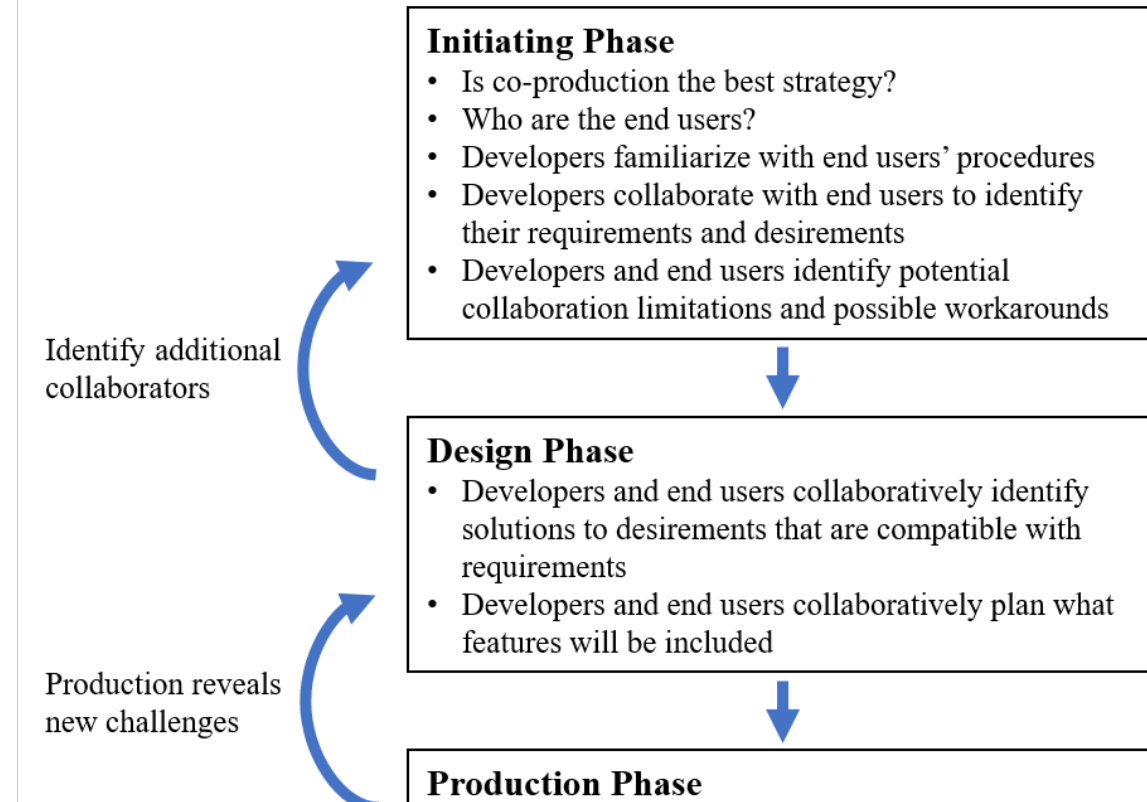 Initiating Phase
• Is co-production the best strategy?
• Who are the end users?
• Developers familiarize with end users’ procedures
• Developers collaborate with end users to identify
their requirements and desirements
• Developers and end users identify potential
collaboration limitations and possible workarounds
Identify additional
collaborators
Design Phase
• Developers and end users collaboratively identify
solutions to desirements that are compatible with
requirements
• Developers and end users collaboratively plan what
features will be included
Production reveals
new challenges
Production Phase